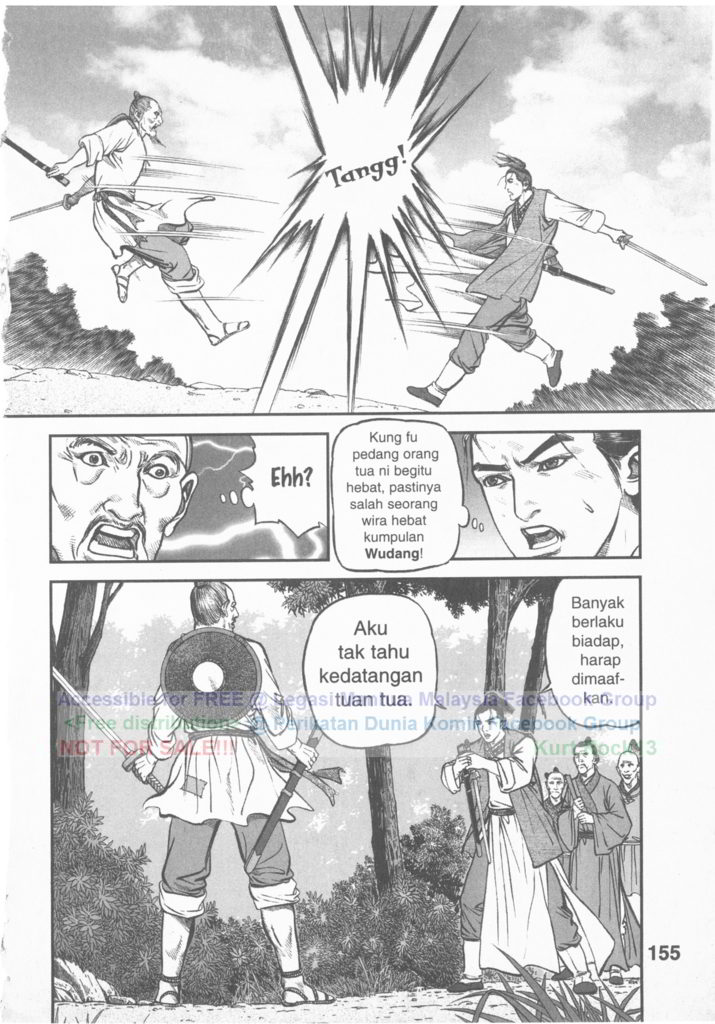 Tangg!
Ehh?
Kung fu
pedang orang
tua ni begitu
hebat, pastinya
salah seorang
wira hebat
kumpulan
Wudang!
Aku
tak tahu
kedatangan
tuan tua.
Banyak
berlaku
biadap,
harap
dimaaf-
kan.
Accessible for FREE @ Legasi Mentine Malaysia Facebook Group
<Free distribution> @ Perikatan Dunia Komik Facebook Group
NOT FOR SALE!!!
155